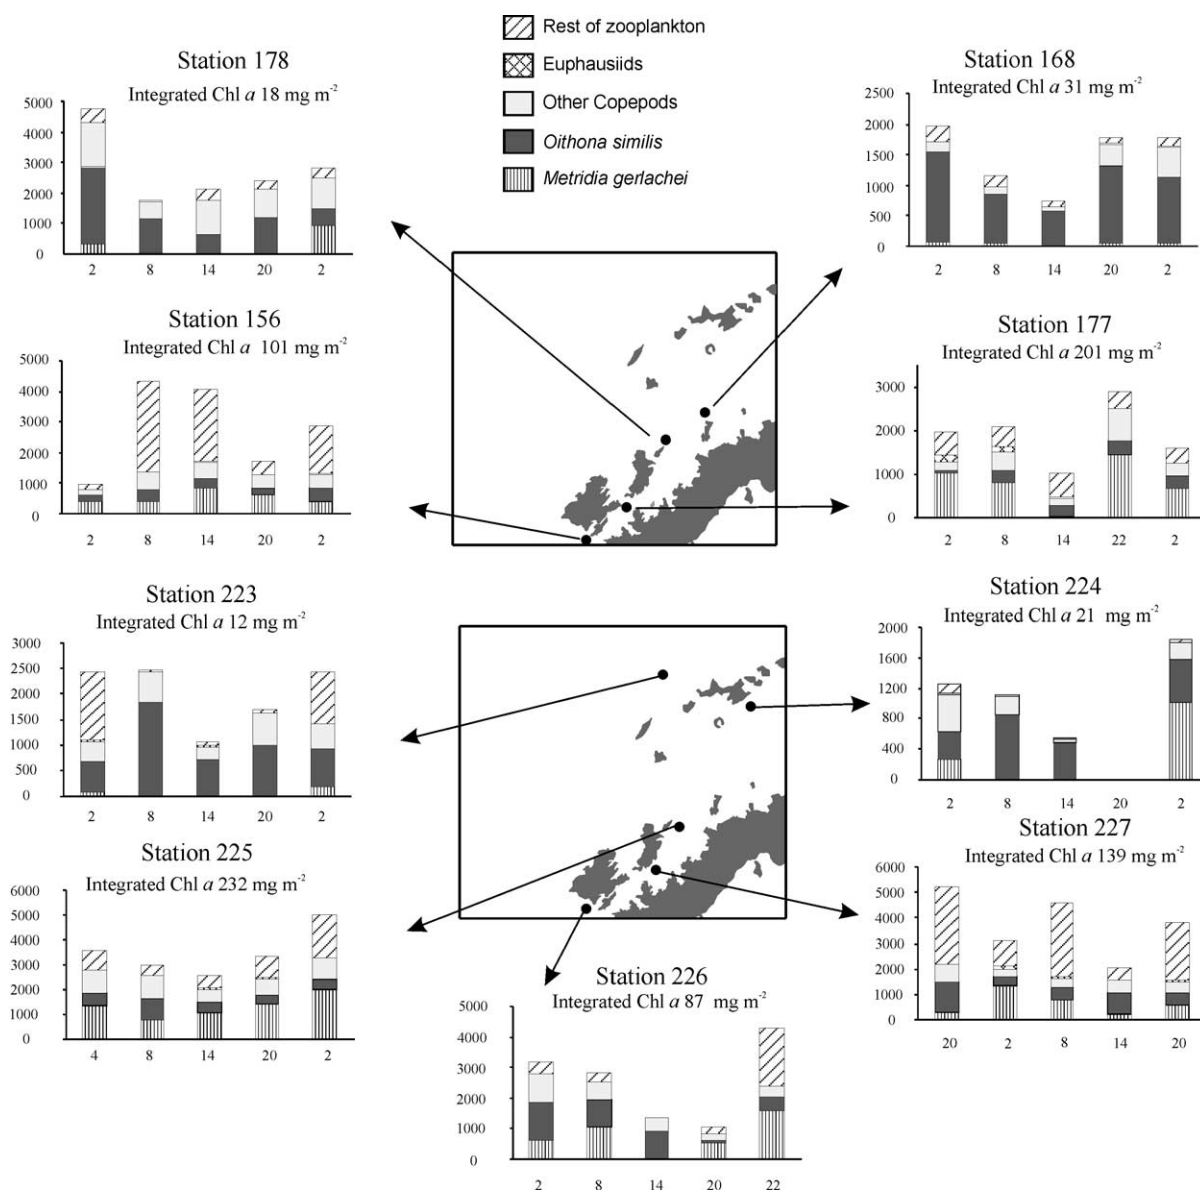 Rest of zooplankton
Euphausiids
Other Copepods
Oithona similis
Metridia gerlachei
Station 178
Integrated Chl a 18 mg m-2
5000
4000
3000
2000
1000
0
2 8 14 20 2
Station 168
Integrated Chl a 31 mg m-2
2500
2000
1500
1000
500
0
2 8 14 20 2
Station 156
Integrated Chl a 101 mg m-2
5000
4000
3000
2000
1000
0
2 8 14 20 2
Station 177
Integrated Chl a 201 mg m-2
3000
2000
1000
0
2 8 14 22 2
Station 223
Integrated Chl a 12 mg m-2
3000
2500
2000
1500
1000
500
0
2 8 14 20 2
Station 224
Integrated Chl a 21 mg m-2
2000
1600
1200
800
400
0
2 8 14 20 2
Station 225
Integrated Chl a 232 mg m-2
6000
5000
4000
3000
2000
1000
0
4 8 14 20 2
Station 227
Integrated Chl a 139 mg m-2
6000
5000
4000
3000
2000
1000
0
20 2 8 14 20
Station 226
Integrated Chl a 87 mg m-2
5000
4000
3000
2000
1000
0
2 8 14 20 22